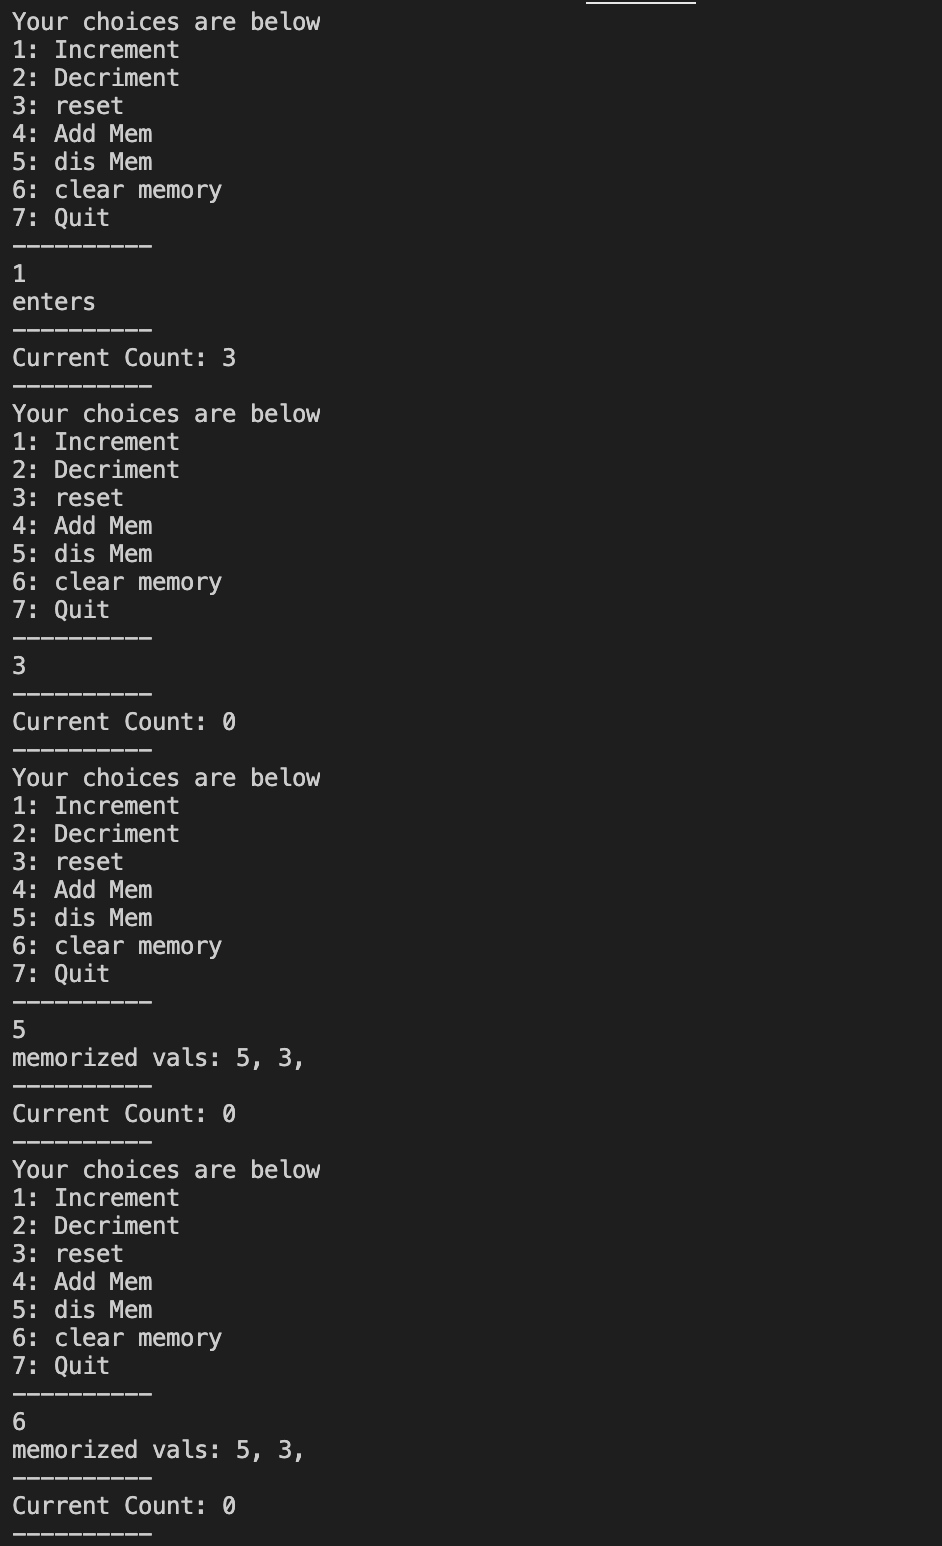 Your choices are below
1: Increment
2: Decriment
3: reset
4: Add Mem
5: dis Mem
6: clear memory
7: Quit
----------
1
enters
----------
Current Count: 3
----------
Your choices are below
1: Increment
2: Decriment
3: reset
4: Add Mem
5: dis Mem
6: clear memory
7: Quit
----------
3
----------
Current Count: 0
----------
Your choices are below
1: Increment
2: Decriment
3: reset
4: Add Mem
5: dis Mem
6: clear memory
7: Quit
----------
5
memorized vals: 5, 3,
----------
Current Count: 0
----------
Your choices are below
1: Increment
2: Decriment
3: reset
4: Add Mem
5: dis Mem
6: clear memory
7: Quit
----------
6
memorized vals: 5, 3,
----------
Current Count: 0
----------